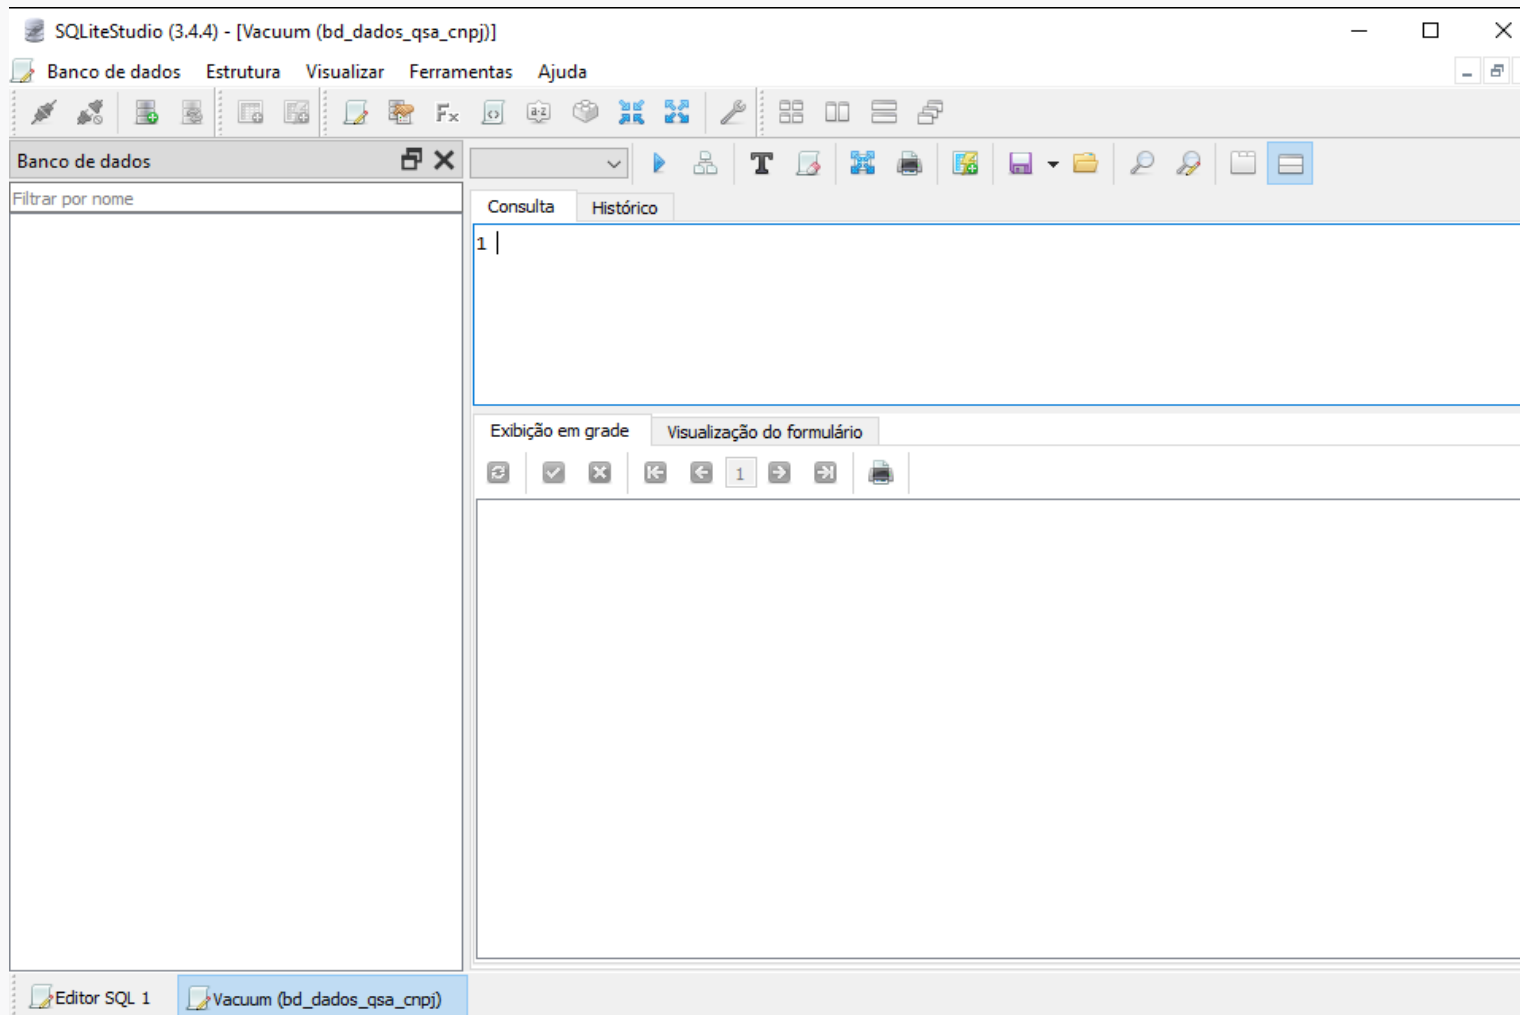 SQLiteStudio (3.4.4) - [Vacuum (bd_dados_qsa_cnpj)]
Banco de dados Estrutura Visualizar Ferramentas Ajuda
Fx a-z
Banco de dados
T
Filtrar por nome
Consulta Histórico
1
Exibição em grade Visualização do formulário
1
Editor SQL 1 Vacuum (bd_dados_qsa_cnpj)